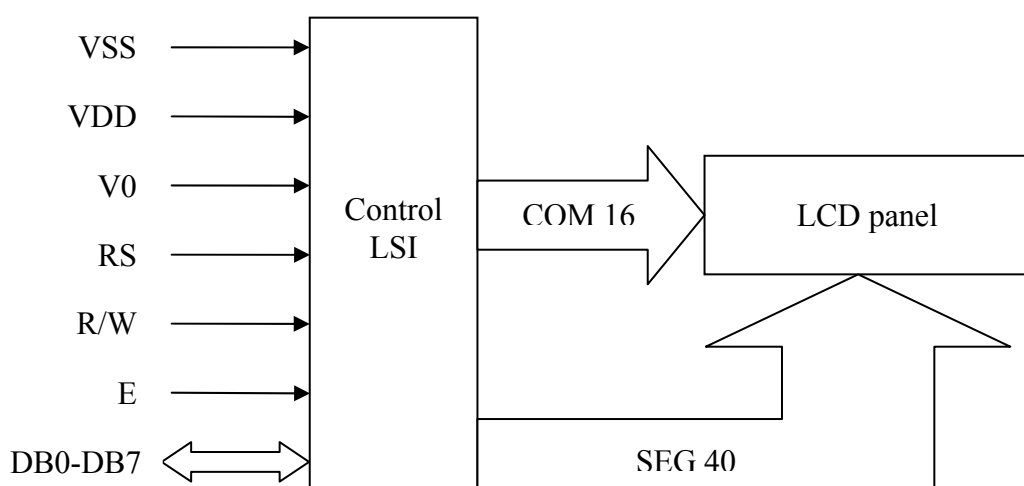 VSS
VDD
V0
RS
R/W
E
DB0-DB7
Control
LSI
COM 16
LCD panel
SEG 40